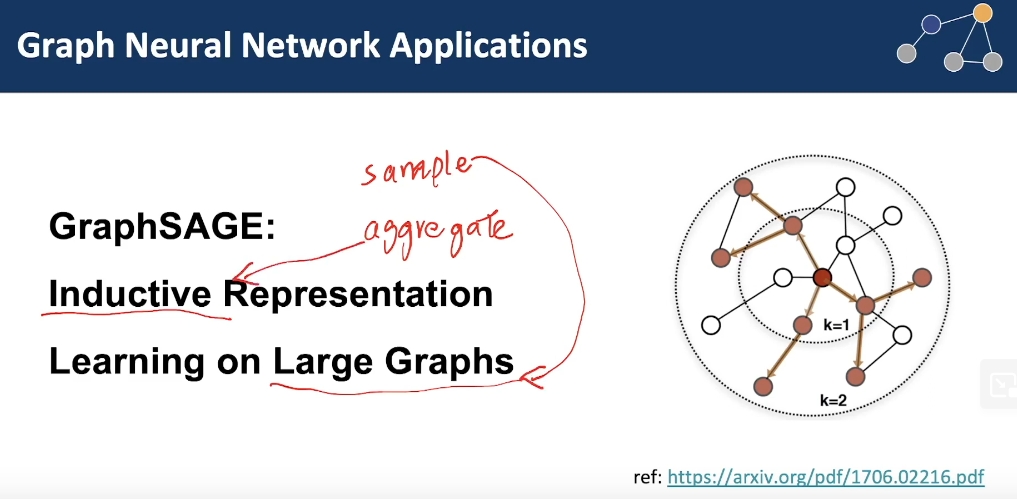 Graph Neural Network Applications
sample
GraphSAGE:
aggregate
Inductive Representation
Learning on Large Graphs
k=1
k=2
ref: https://arxiv.org/pdf/1706.02216.pdf